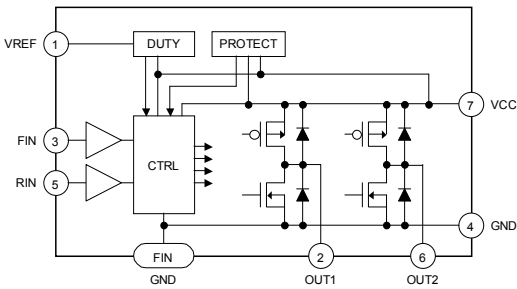 VREF 1 DUTY PROTECT
7 VCC
FIN 3
CTRL
RIN 5
4 GND
FIN 2 6
GND OUT1 OUT2